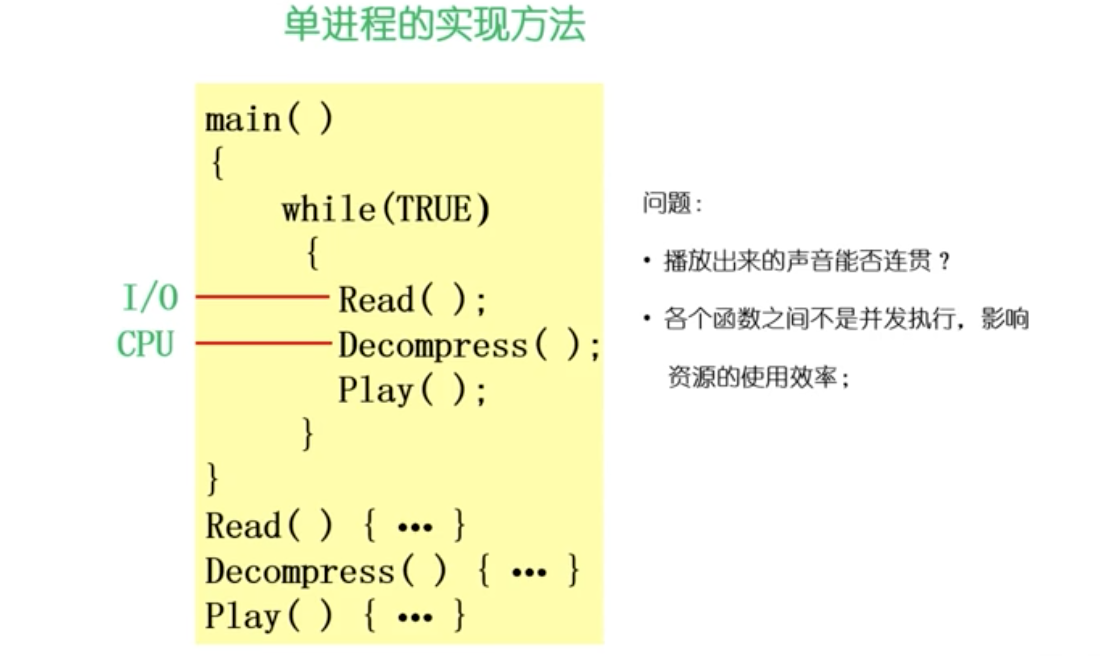 单进程的实现方法
main( )
{
while(TRUE)
{
I/O
Read( );
CPU
Decompress( );
Play( );
}
}
Read( ) { ••• }
Decompress( ) { ••• }
Play( ) { ••• }
问题:
• 播放出来的声音能否连贯?
• 各个函数之间不是并发执行，影响
资源的使用效率;